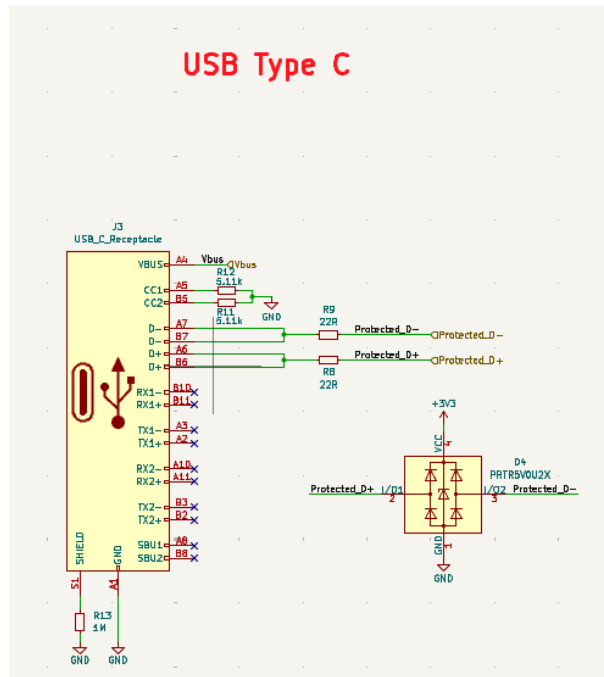 USB Type C
J3
USB_C_Receptacle
VBUS A4 Vbus Vbus
R12
5.11k
CC1 A5
CC2 B5
R11
5.11k
GND
D- A7
D- B7
D+ A6
D+ B6
R9
22R
Protected_D- Protected_D-
Protected_D+ Protected_D+
R8
22R
RX1- B10
RX1+ B11
TX1- A3
TX1+ A2
RX2- A10
RX2+ A11
TX2- B3
TX2+ B2
SBU1 A8
SBU2 B8
SHIELD
GND
S1
A1
R13
1M
GND GND
+3V3
VCC
4
D4
PRTR5V0U2X
Protected_D+ I/O1 I/O2 Protected_D-
2 3
GND
1
GND